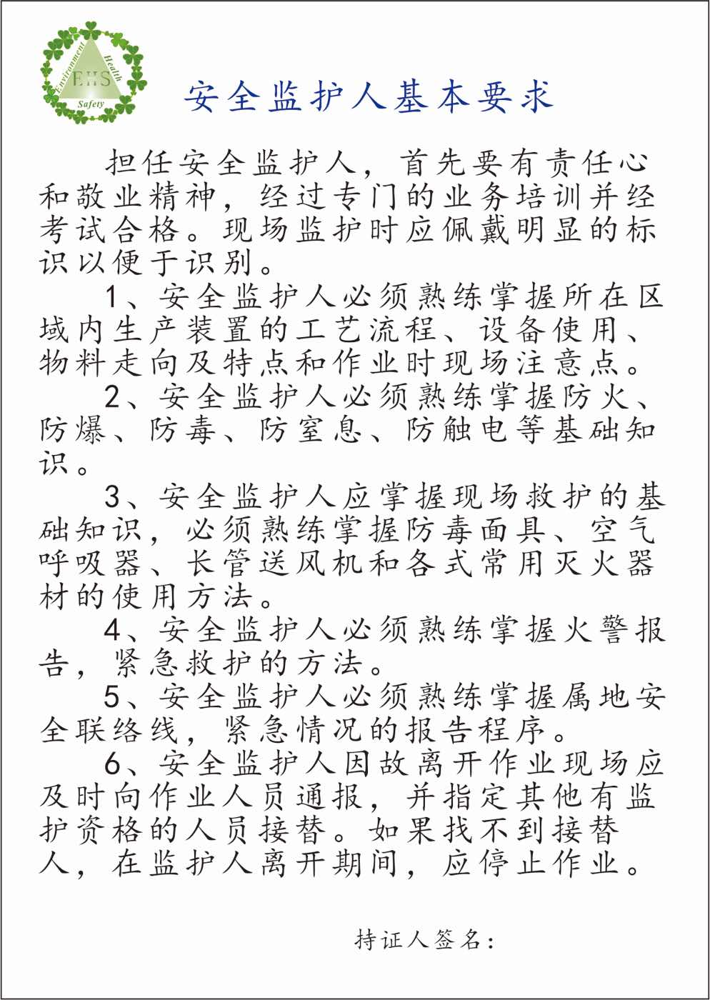 Environment
Health
EHS
Safety
安全监护人基本要求
担任安全监护人，首先要有责任心
和敬业精神，经过专门的业务培训并经
考试合格。现场监护时应佩戴明显的标
识以便于识别。
1、安全监护人必须熟练掌握所在区
域内生产装置的工艺流程、设备使用、
物料走向及特点和作业时现场注意点。
2、安全监护人必须熟练掌握防火、
防爆、防毒、防窒息、防触电等基础知
识。
3、安全监护人应掌握现场救护的基
础知识，必须熟练掌握防毒面具、空气
呼吸器、长管送风机和各式常用灭火器
材的使用方法。
4、安全监护人必须熟练掌握火警报
告，紧急救护的方法。
5、安全监护人必须熟练掌握属地安
全联络线，紧急情况的报告程序。
6、安全监护人因故离开作业现场应
及时向作业人员通报，并指定其他有监
护资格的人员接替。如果找不到接替
人，在监护人离开期间，应停止作业。
持证人签名：